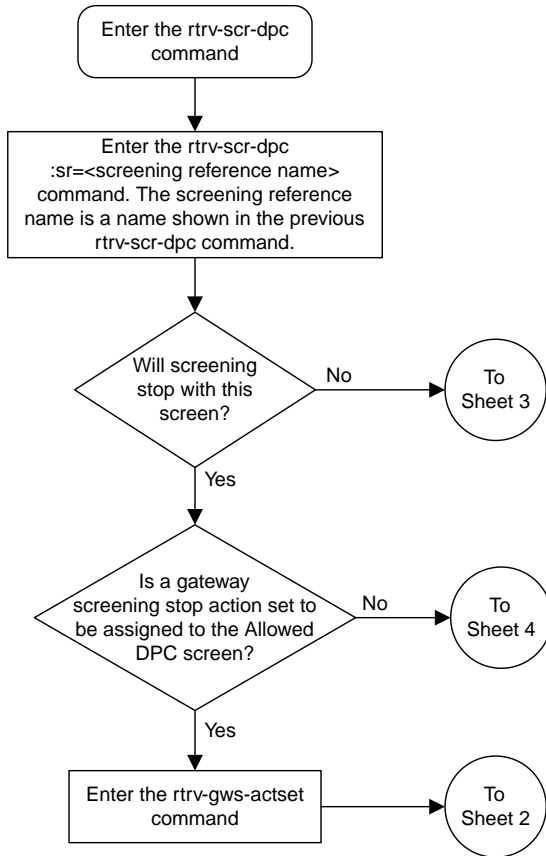 Enter the rtrv-scr-dpc
command
Enter the rtrv-scr-dpc
:sr=<screening reference name>
command. The screening reference
name is a name shown in the previous
rtrv-scr-dpc command.
Will screening
stop with this
screen?
No
To
Sheet 3
Yes
Is a gateway
screening stop action set to
be assigned to the Allowed
DPC screen?
No
To
Sheet 4
Yes
Enter the rtrv-gws-actset
command
To
Sheet 2